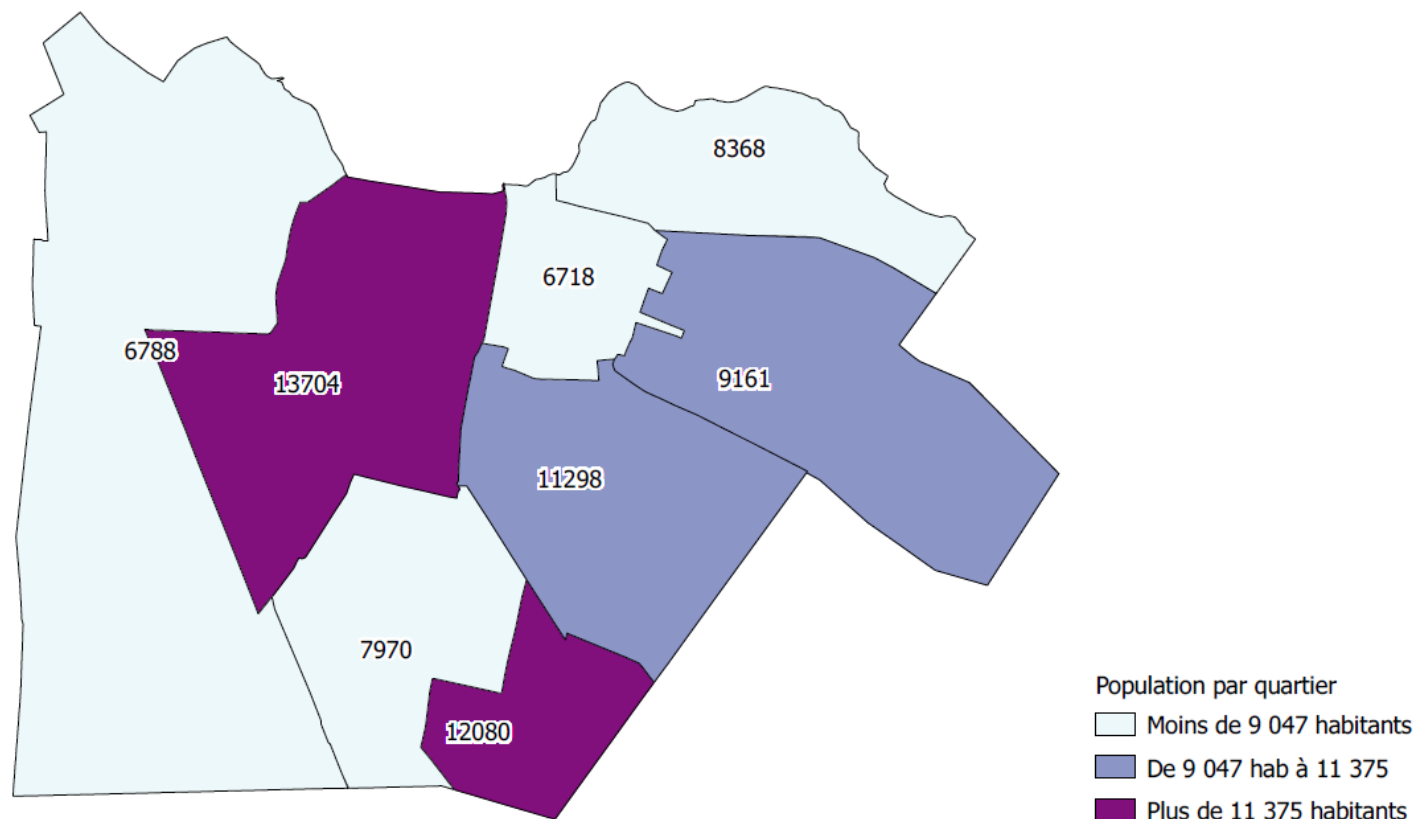 8368
6718
6788
13704
9161
11298
7970
12080
Population par quartier
Moins de 9 047 habitants
De 9 047 hab à 11 375
Plus de 11 375 habitants